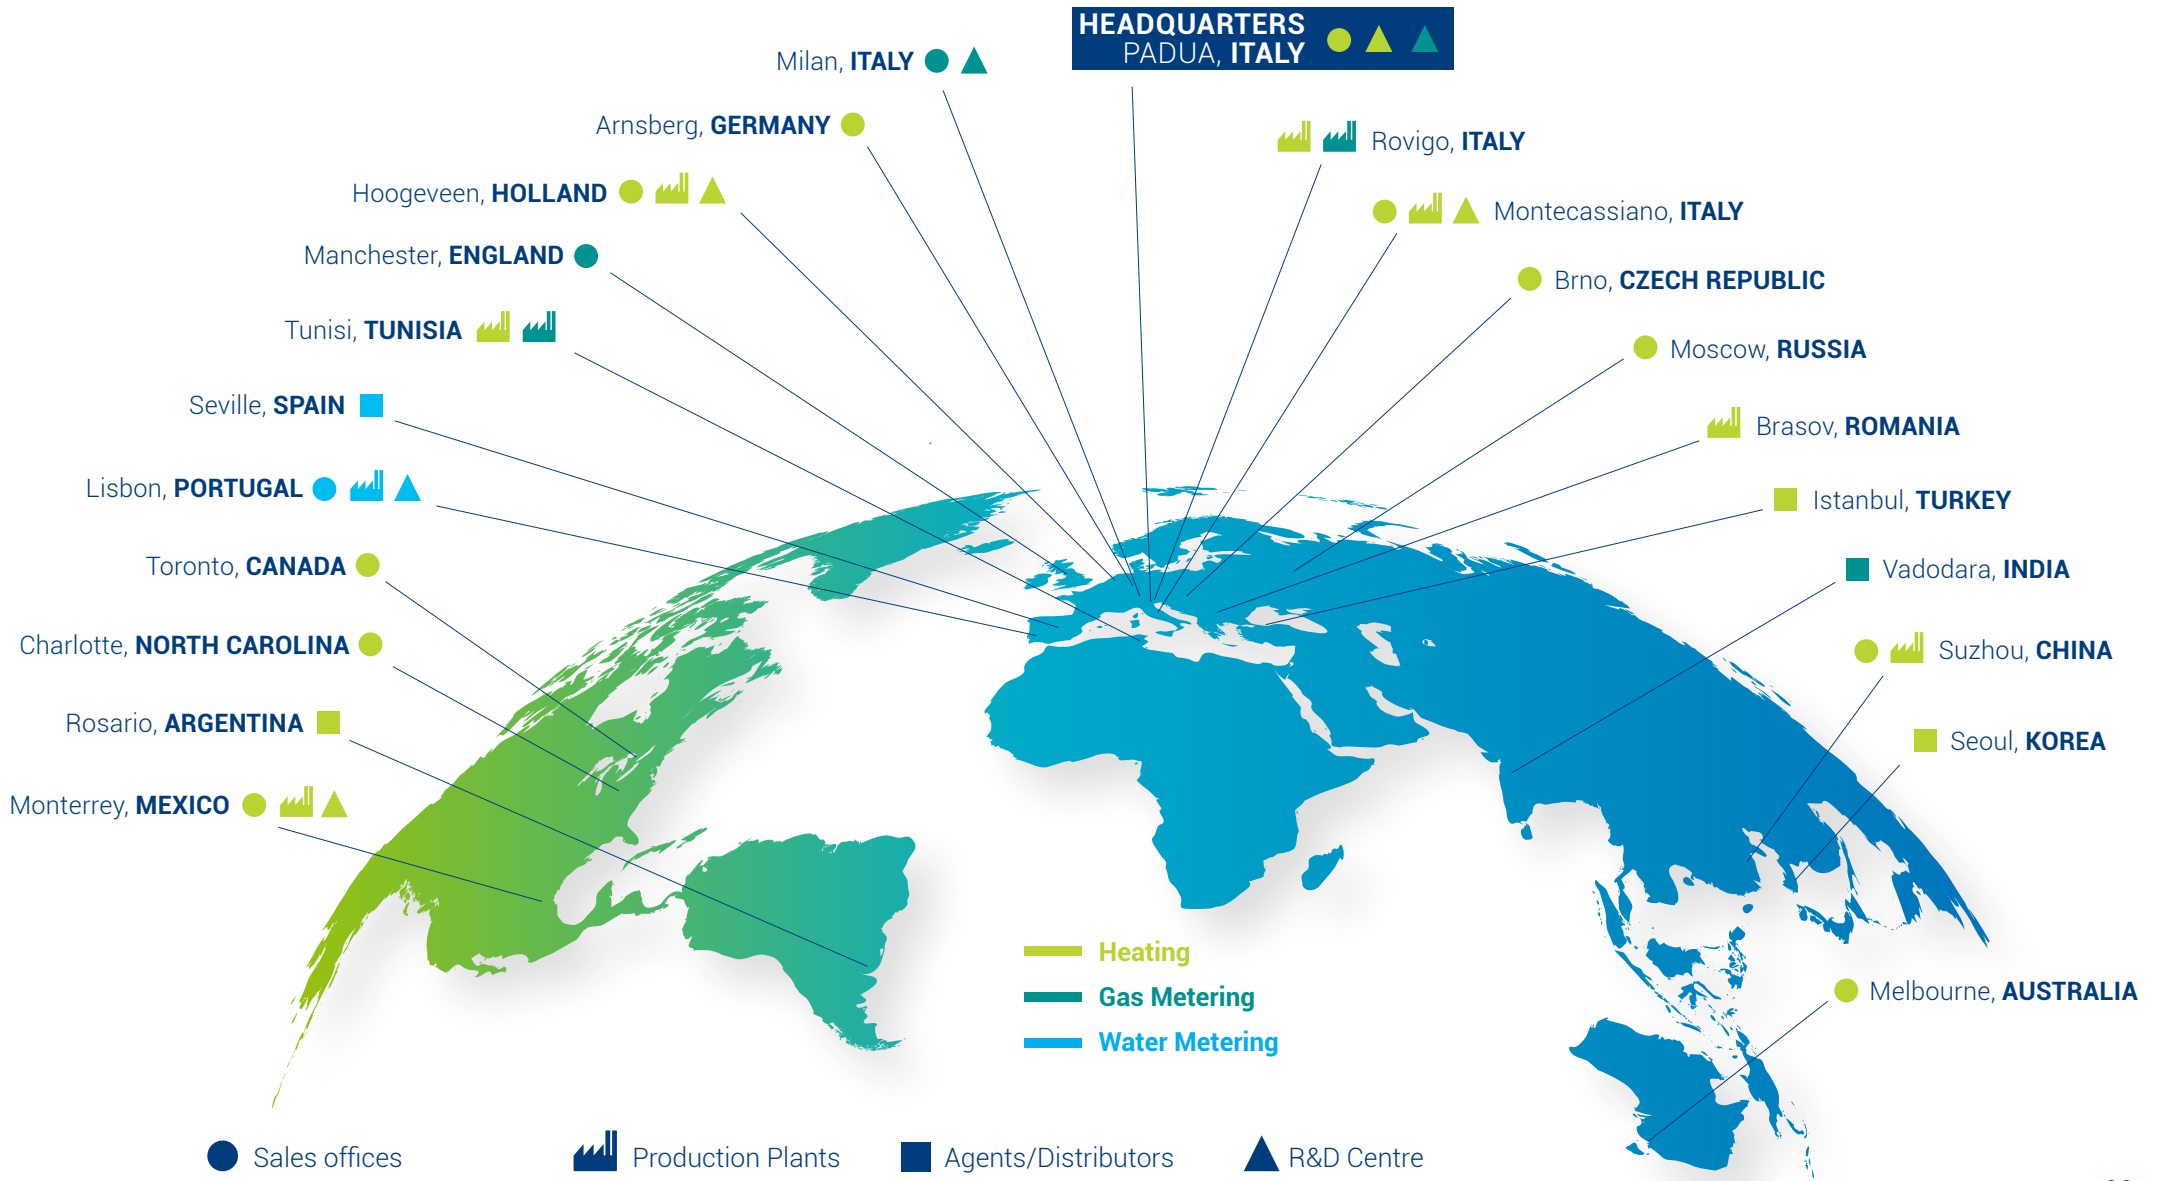 HEADQUARTERS
PADUA, ITALY
Milan, ITALY
Arnsberg, GERMANY
Hoogeveen, HOLLAND
Manchester, ENGLAND
Tunisi, TUNISIA
Seville, SPAIN
Lisbon, PORTUGAL
Toronto, CANADA
Charlotte, NORTH CAROLINA
Rosario, ARGENTINA
Monterrey, MEXICO
Rovigo, ITALY
Montecassiano, ITALY
Brno, CZECH REPUBLIC
Moscow, RUSSIA
Brasov, ROMANIA
Istanbul, TURKEY
Vadodara, INDIA
Suzhou, CHINA
Seoul, KOREA
Melbourne, AUSTRALIA
Heating
Gas Metering
Water Metering
Sales offices
Production Plants
Agents/Distributors
R&D Centre